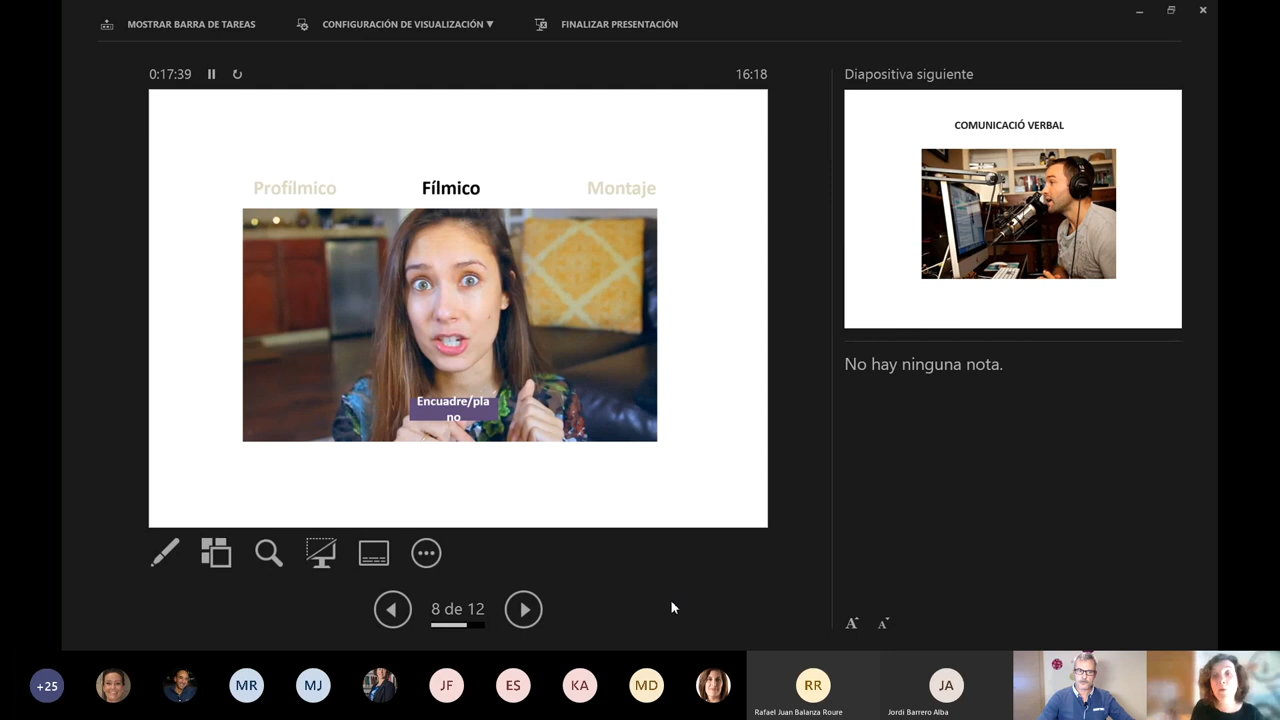 MOSTRAR BARRA DE TAREAS
CONFIGURACIÓN DE VISUALIZACIÓN ▼
FINALIZAR PRESENTACIÓN
0:17:39
16:18
Diapositiva siguiente
Profílmico
Fílmico
Montaje
Encuadre/pla
no
COMUNICACIÓ VERBAL
No hay ninguna nota.
8 de 12
A
A
+25
MR
MJ
JF
ES
KA
MD
RR
Rafael Juan Balanza Roure
JA
Jordi Barrero Alba